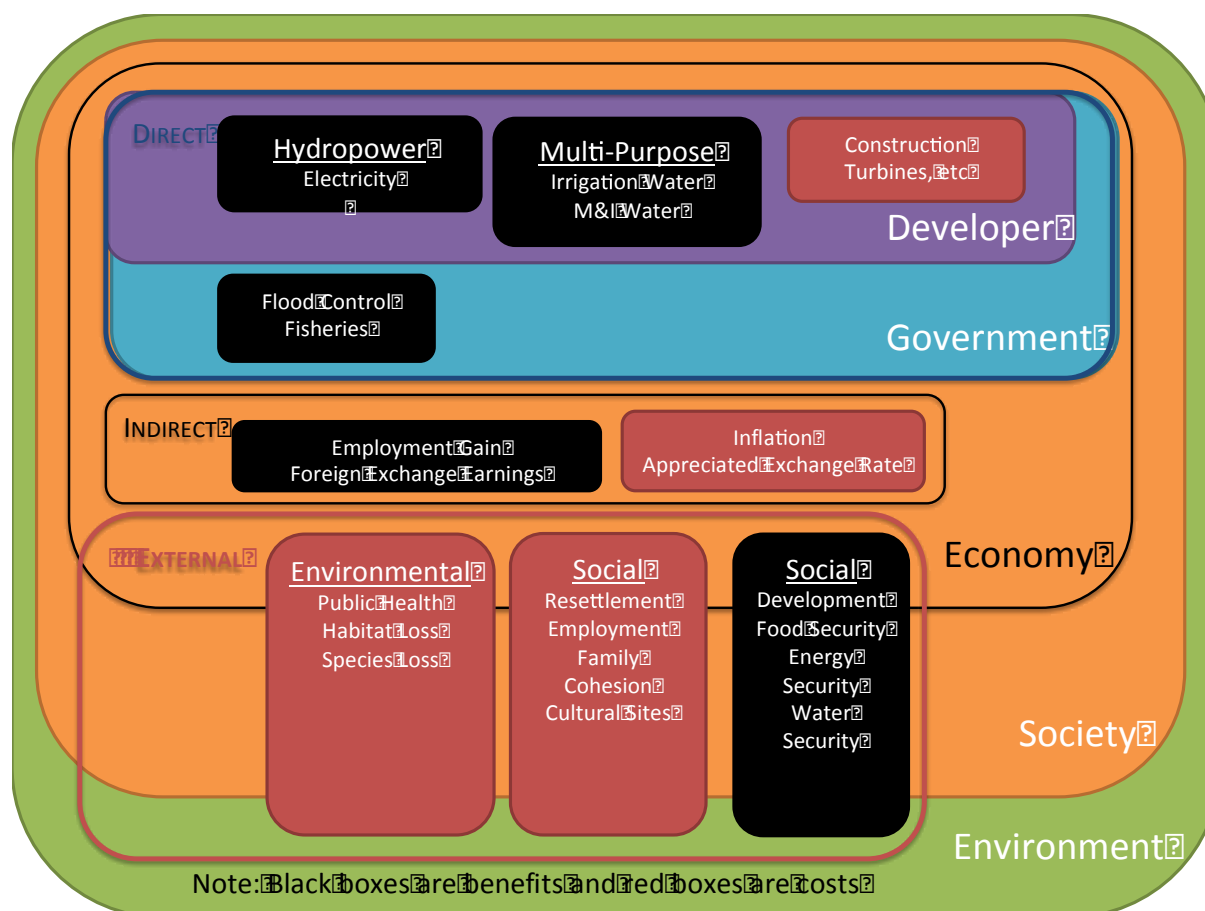 DIRECT
Hydropower
Electricity
Multi-Purpose
Irrigation Water
M&I Water
Construction
Turbines, etc
Developer
Flood Control
Fisheries
Government
INDIRECT
Employment Gain
Foreign Exchange Earnings
Inflation
Appreciated Exchange Rate
Economy
EXTERNAL
Environmental
Public Health
Habitat Loss
Species Loss
Social
Resettlement
Employment
Family
Cohesion
Cultural Sites
Social
Development
Food Security
Energy
Security
Water
Security
Society
Environment
Note: Black boxes are benefits and red boxes are costs